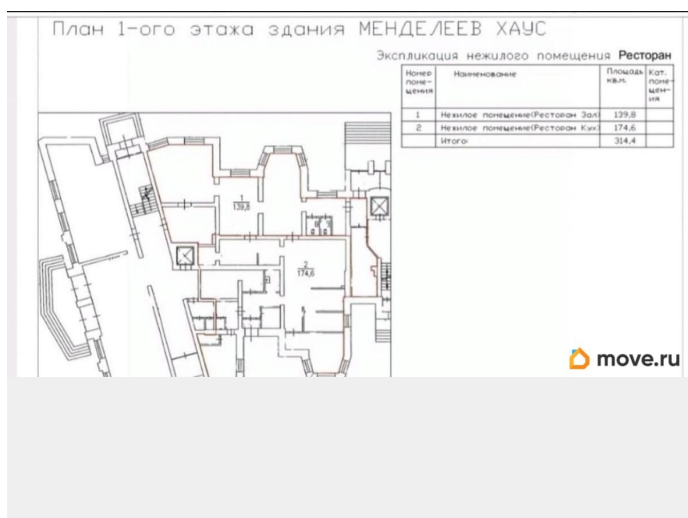 План 1-ого этажа здания МЕНДЕЛЕЕВ ХАУС
Экспликация нежилого помещения Ресторан
Номер поме- щения Наименование Площадь кв.м. Кат. поме- щен- ия
1 Нежилое помещение(Ресторан Зал) 139,8
2 Нежилое помещение(Ресторан Кух) 174,6
Итого: 314,4
1
139,8
2
174,6
move.ru